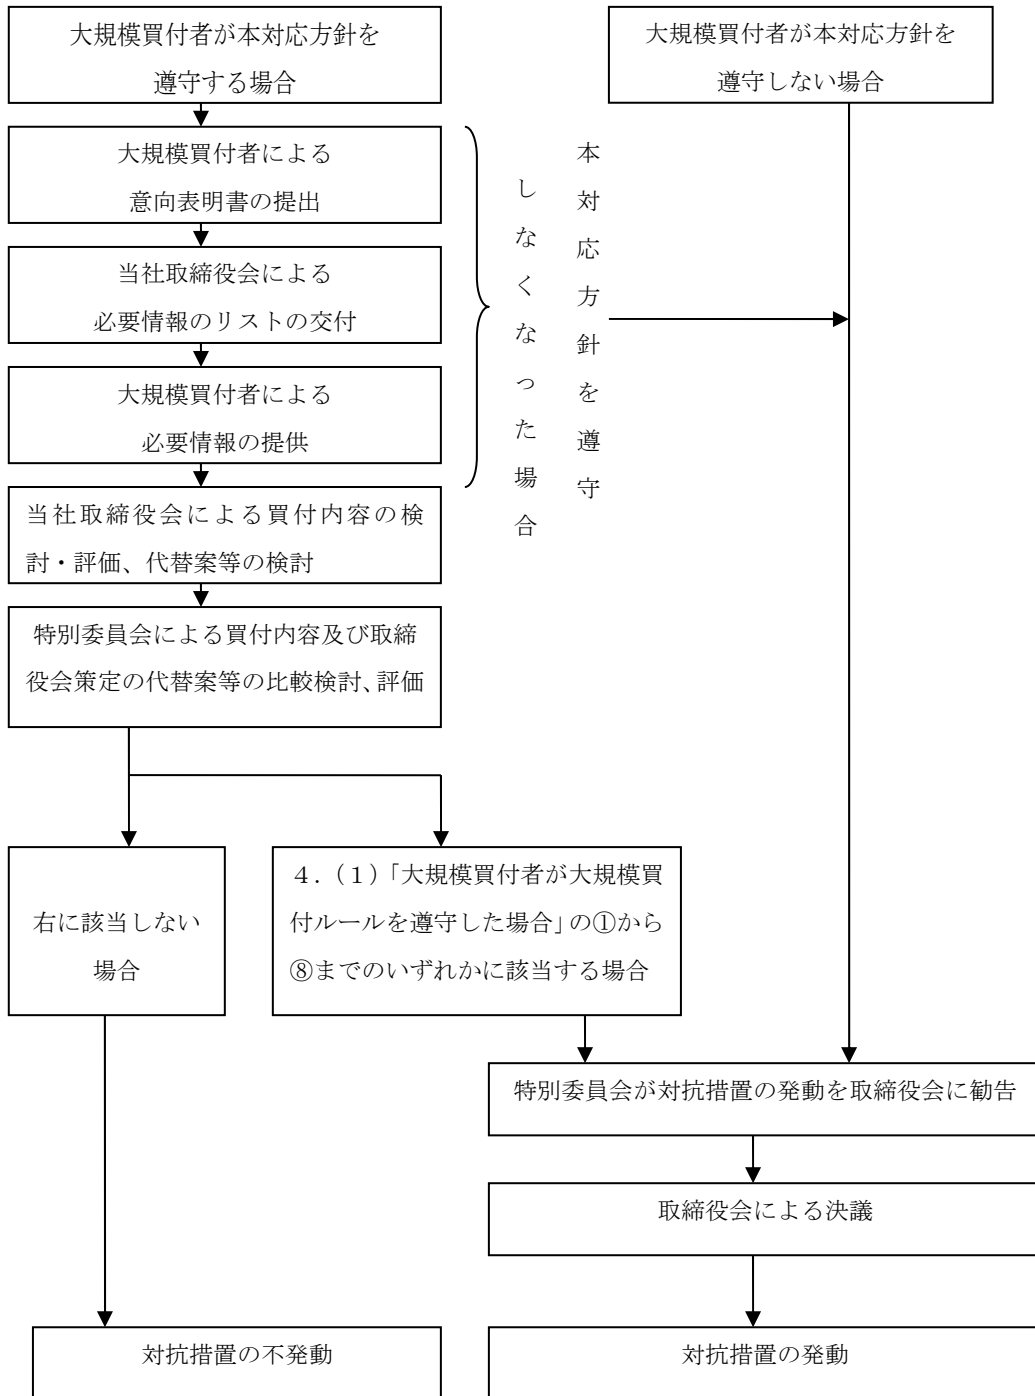 大規模買付者が本対応方針を
遵守する場合
大規模買付者が本対応方針を
遵守しない場合
大規模買付者による
意向表明書の提出
当社取締役会による
必要情報のリストの交付
大規模買付者による
必要情報の提供
本対応方針を遵守
しなくなった場合
当社取締役会による買付内容の検
討・評価、代替案等の検討
特別委員会による買付内容及び取締
役会策定の代替案等の比較検討、評価
右に該当しない
場合
４．（１）「大規模買付者が大規模買
付ルールを遵守した場合」の①から
⑧までのいずれかに該当する場合
特別委員会が対抗措置の発動を取締役会に勧告
取締役会による決議
対抗措置の不発動
対抗措置の発動